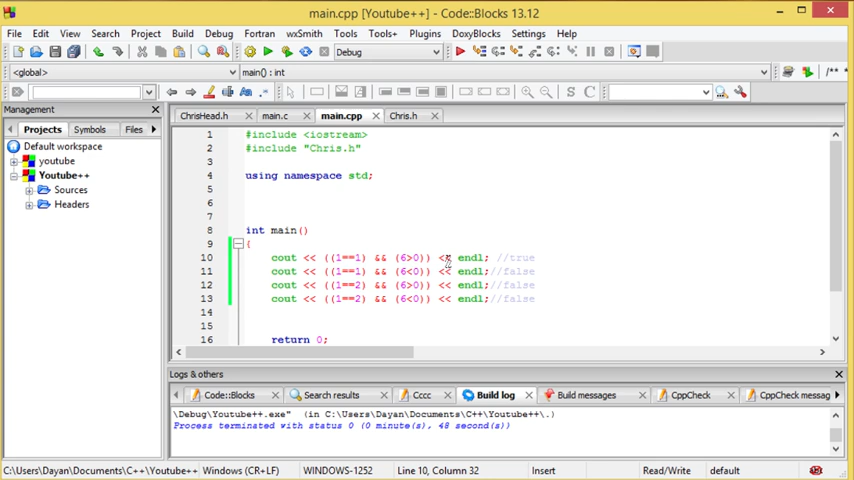 main.cpp [Youtube++] - Code::Blocks 13.12
File Edit View Search Project Build Debug Fortran wxSmith Tools Tools+ Plugins DoxyBlocks Settings Help
Debug
<global> main() : int /** *
Aa .* S C
Management
Projects Symbols Files
ChrisHead.h main.c main.cpp Chris.h
Default workspace
youtube
Youtube++
Sources
Headers
1 #include <iostream>
2 #include "Chris.h"
3
4 using namespace std;
5
6
7
8 int main()
9 {
10 cout << ((1==1) && (6>0)) << endl; //true
11 cout << ((1==1) && (6<0)) << endl;//false
12 cout << ((1==2) && (6>0)) << endl;//false
13 cout << ((1==2) && (6<0)) << endl;//false
14
15
16 return 0;
Logs & others
Code::Blocks Search results Cccc Build log Build messages CppCheck CppCheck messag
\Debug\Youtube++.exe" (in C:\Users\Dayan\Documents\C++\Youtube++\.)
Process terminated with status 0 (0 minute(s), 48 second(s))
C:\Users\Dayan\Documents\C++\Youtube++\ Windows (CR+LF) WINDOWS-1252 Line 10, Column 32 Insert Read/Write default